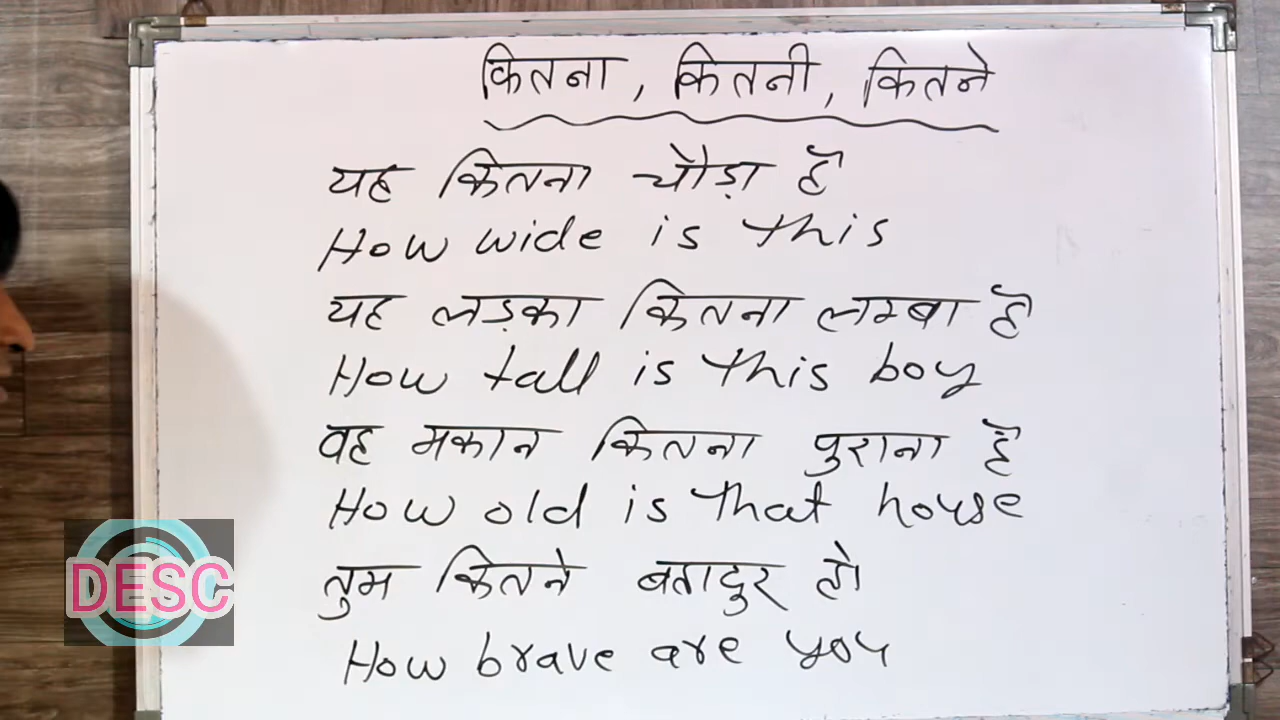 कितना, कितनी, कितने
यह कितना चौड़ा है
How wide is this
यह लड़का कितना लम्बा है
How tall is this boy
वह मकान कितना पुराना है
How old is that house
तुम कितने बहादुर हो
How brave are you
DESC